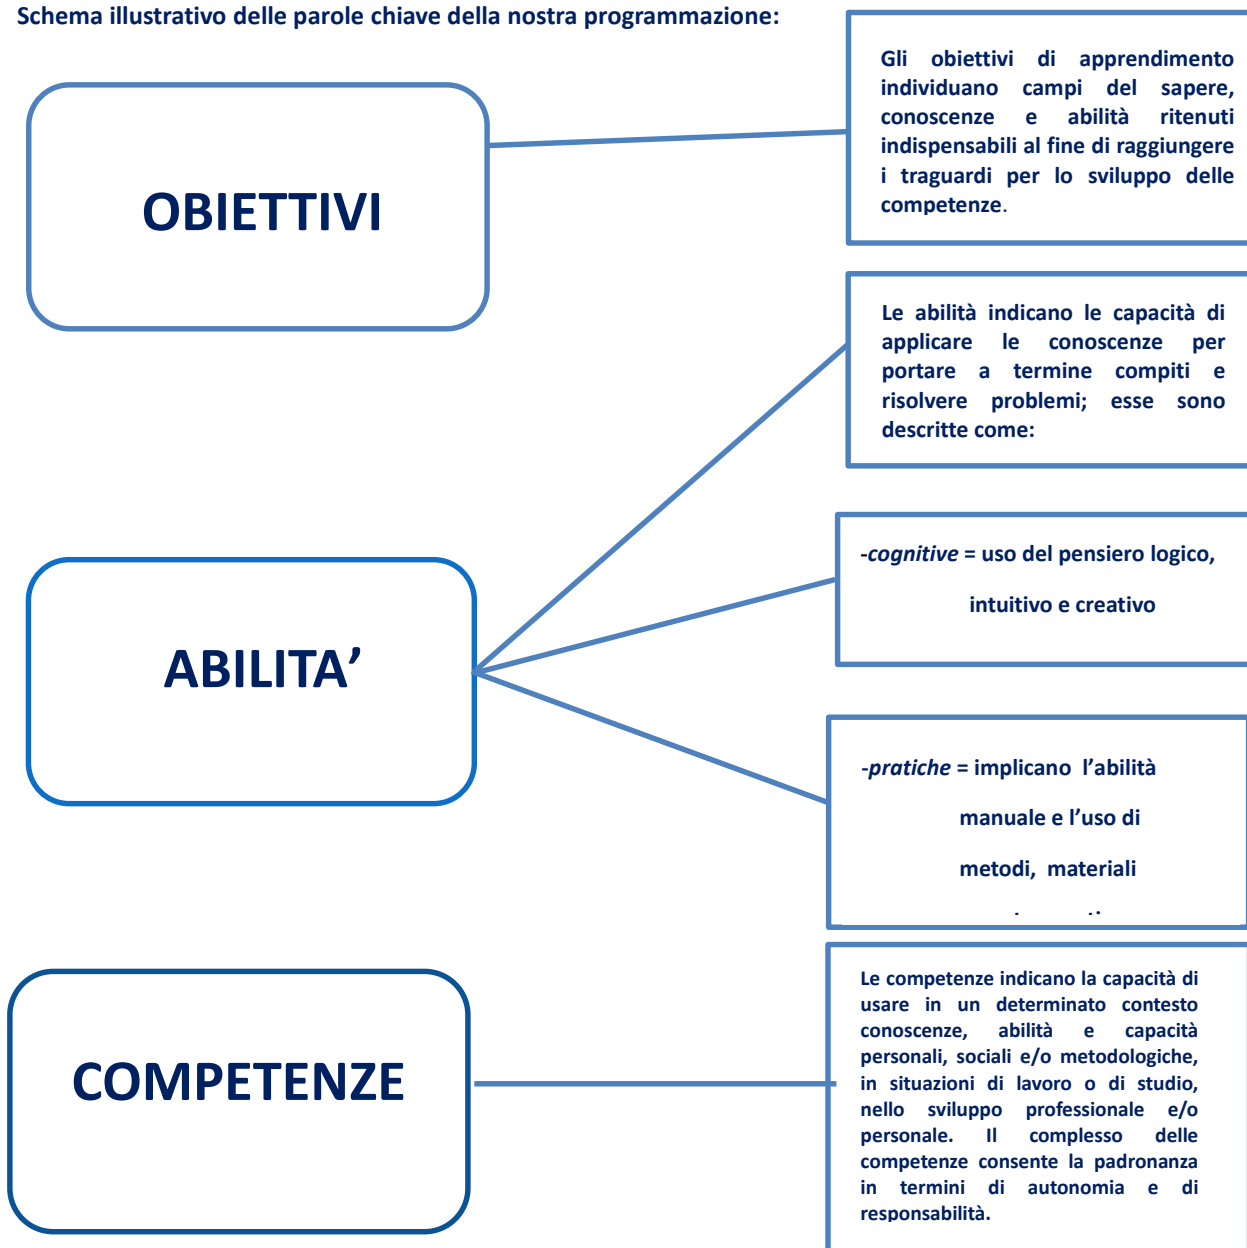 Schema illustrativo delle parole chiave della nostra programmazione:
OBIETTIVI
Gli obiettivi di apprendimento
individuano campi del sapere,
conoscenze e abilità ritenuti
indispensabili al fine di raggiungere
i traguardi per lo sviluppo delle
competenze.
ABILITA’
Le abilità indicano le capacità di
applicare le conoscenze per
portare a termine compiti e
risolvere problemi; esse sono
descritte come:
-cognitive = uso del pensiero logico,
intuitivo e creativo
-pratiche = implicano l’abilità
manuale e l’uso di
metodi, materiali
COMPETENZE
Le competenze indicano la capacità di
usare in un determinato contesto
conoscenze, abilità e capacità
personali, sociali e/o metodologiche,
in situazioni di lavoro o di studio,
nello sviluppo professionale e/o
personale. Il complesso delle
competenze consente la padronanza
in termini di autonomia e di
responsabilità.